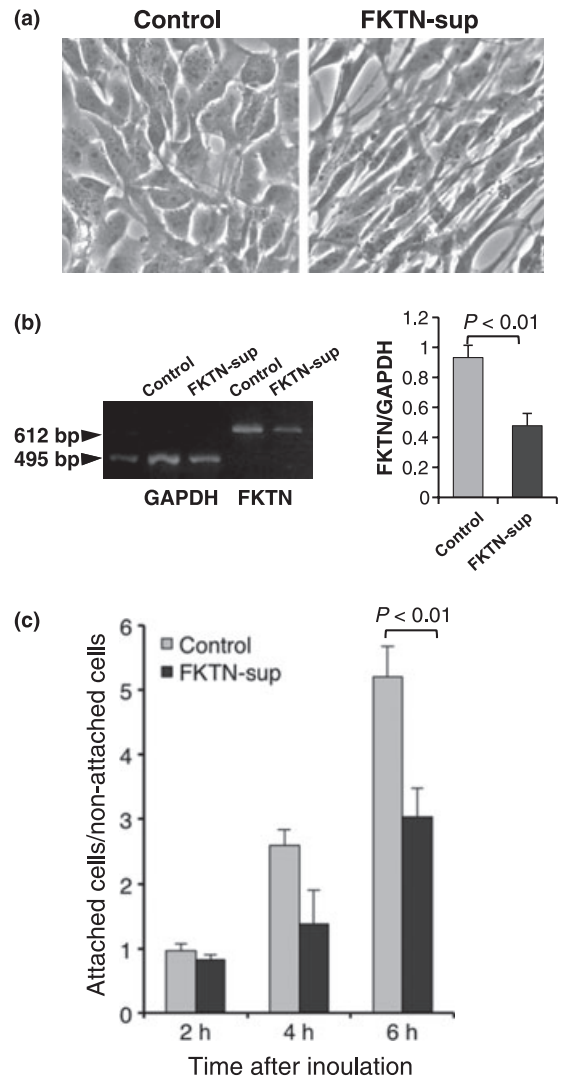 (a)
Control FKTN-sup
(b)
Control FKTN-sup Control FKTN-sup
612 bp
495 bp
GAPDH FKTN
P < 0.01
FKTN/GAPDH
1.2
1
0.8
0.6
0.4
0.2
0
Control FKTN-sup
(c)
P < 0.01
Attached cells/non-attached cells
6
5
4
3
2
1
0
Control
FKTN-sup
2 h 4 h 6 h
Time after inoulation